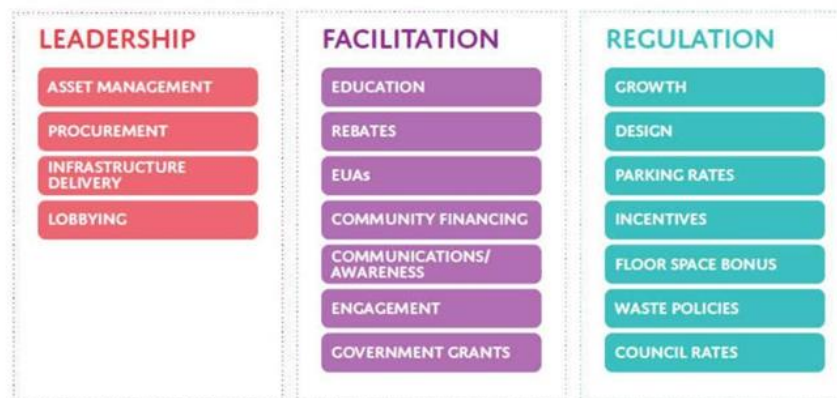 LEADERSHIP
ASSET MANAGEMENT
PROCUREMENT
INFRASTRUCTURE
DELIVERY
LOBBYING
FACILITATION
EDUCATION
REBATES
EUAs
COMMUNITY FINANCING
COMMUNICATIONS/
AWARENESS
ENGAGEMENT
GOVERNMENT GRANTS
REGULATION
GROWTH
DESIGN
PARKING RATES
INCENTIVES
FLOOR SPACE BONUS
WASTE POLICIES
COUNCIL RATES